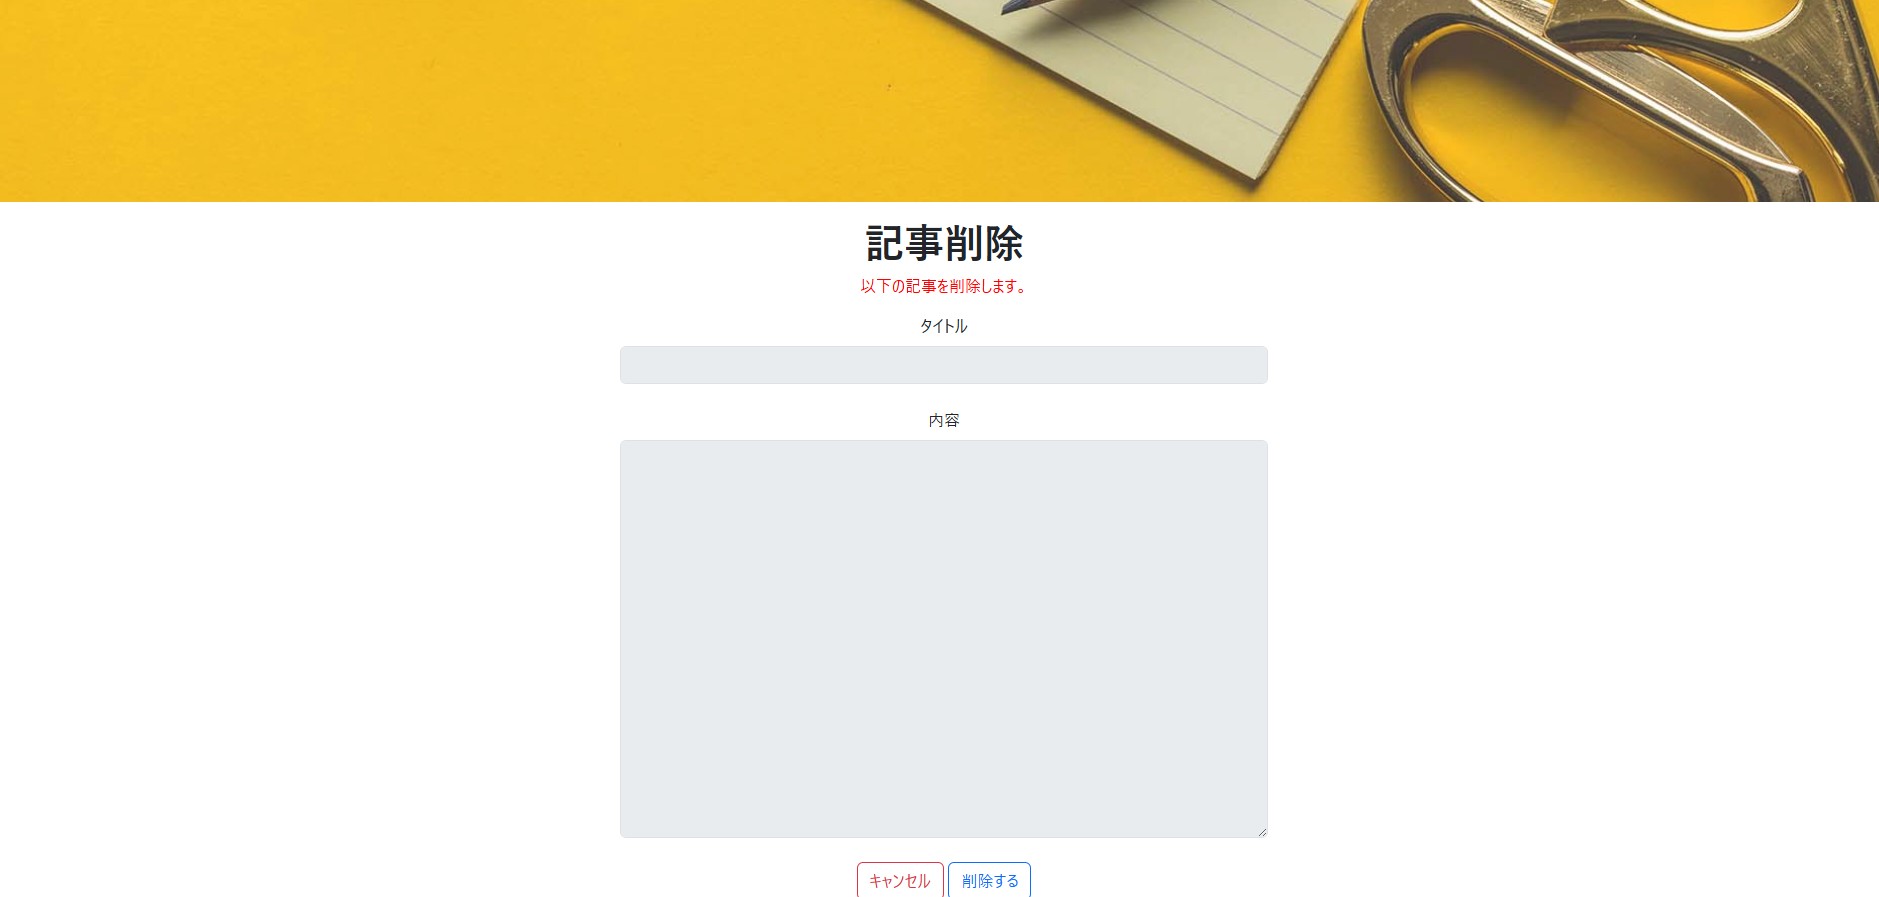 記事削除
以下の記事を削除します。
タイトル
内容
キャンセル 削除する